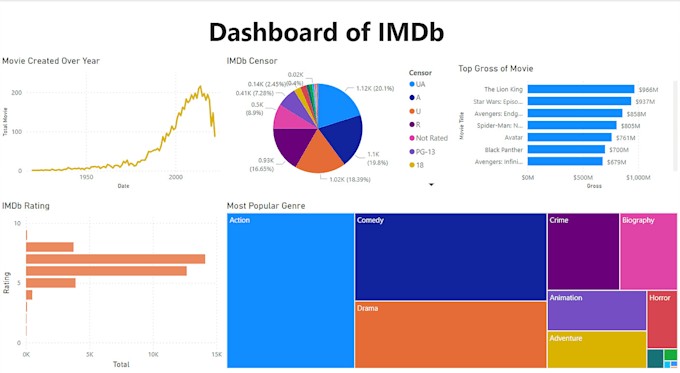 Dashboard of IMDb
Movie Created Over Year
Total Movie
200
100
0
1950
2000
Date
IMDb Censor
0.02K
(0.4%)
0.14K (2.45%)
0.41K (7.28%)
0.5K
(8.9%)
0.93K
(16.65%)
1.02K (18.39%)
1.1K
(19.8%)
1.12K (20.1%)
Censor
UA
A
U
R
Not Rated
PG-13
18
Top Gross of Movie
Movie Title
The Lion King
$966M
Star Wars: Episo...
$937M
Avengers: Endg...
$858M
Spider-Man: N...
$805M
Avatar
$761M
Black Panther
$700M
Avengers: Infini...
$679M
$0M
$500M
$1,000M
Gross
IMDb Rating
Rating
10
5
0
0K
5K
10K
15K
Total
Most Popular Genre
Action
Comedy
Drama
Crime
Biography
Animation
Adventure
Horror